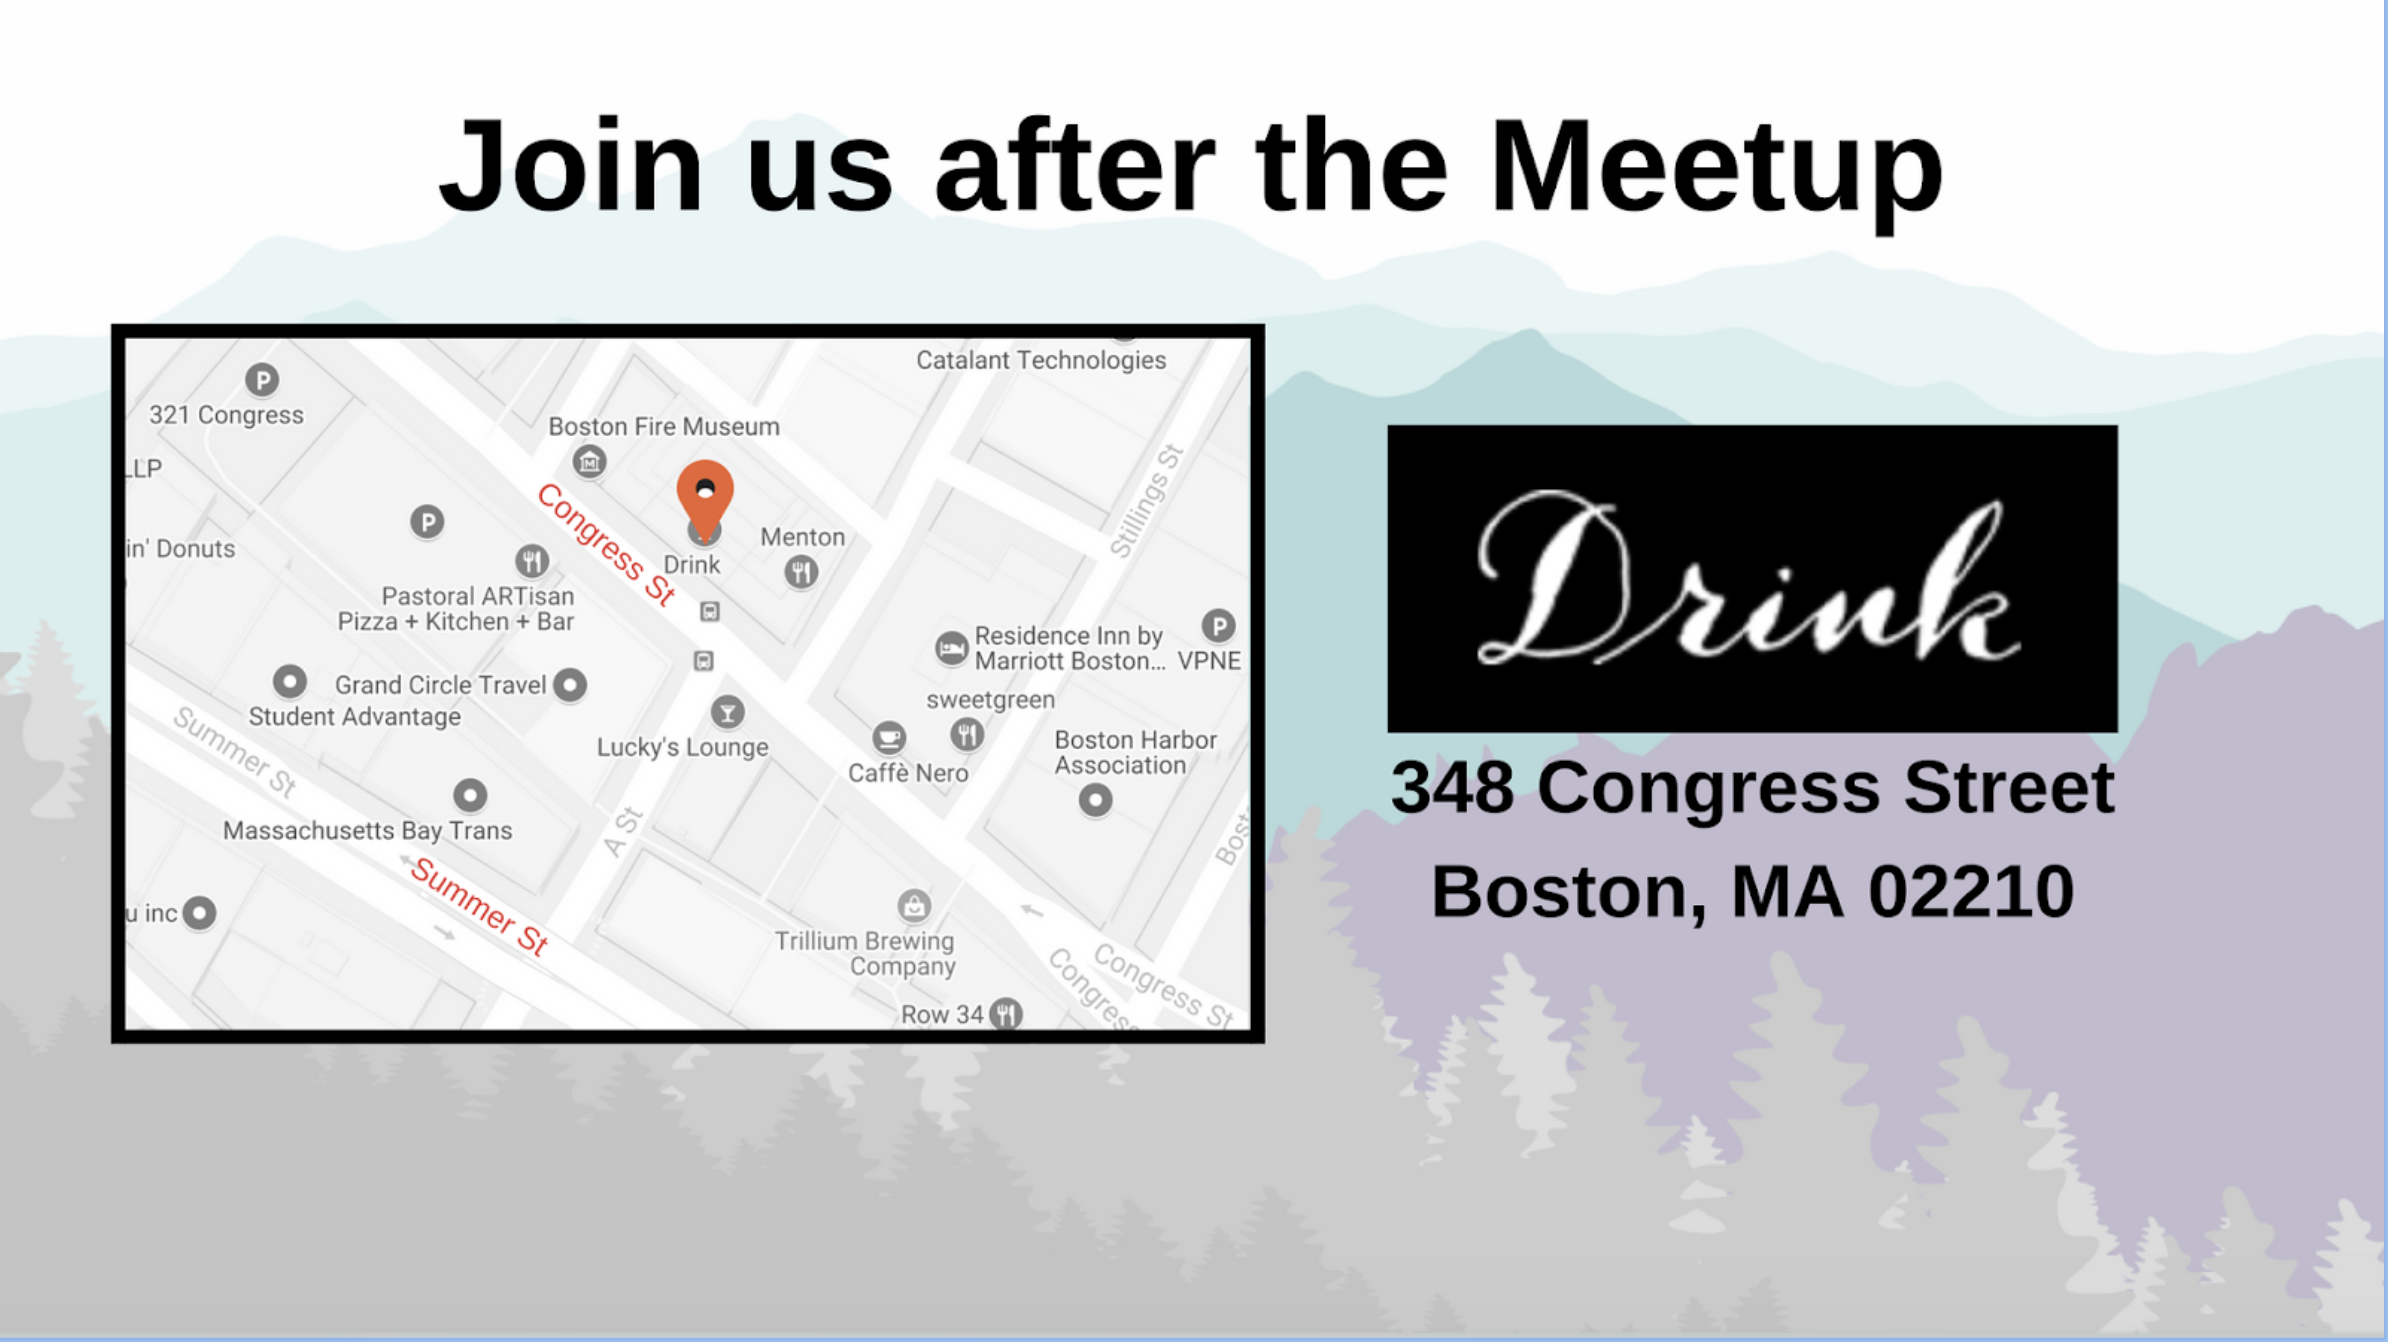 Join us after the Meetup
Catalant Technologies
321 Congress
Boston Fire Museum
LLP
Congress St
Stillings St
in' Donuts
Menton
Drink
Pastoral ARTisan
Pizza + Kitchen + Bar
Residence Inn by
Marriott Boston...
VPNE
Grand Circle Travel
Student Advantage
sweetgreen
Summer St
Lucky's Lounge
Caffè Nero
Boston Harbor
Association
Massachusetts Bay Trans
A St
Bost
Summer St
u inc
Trillium Brewing
Company
Congress St
Congress
Row 34
P
P
P
M
Drink
348 Congress Street
Boston, MA 02210